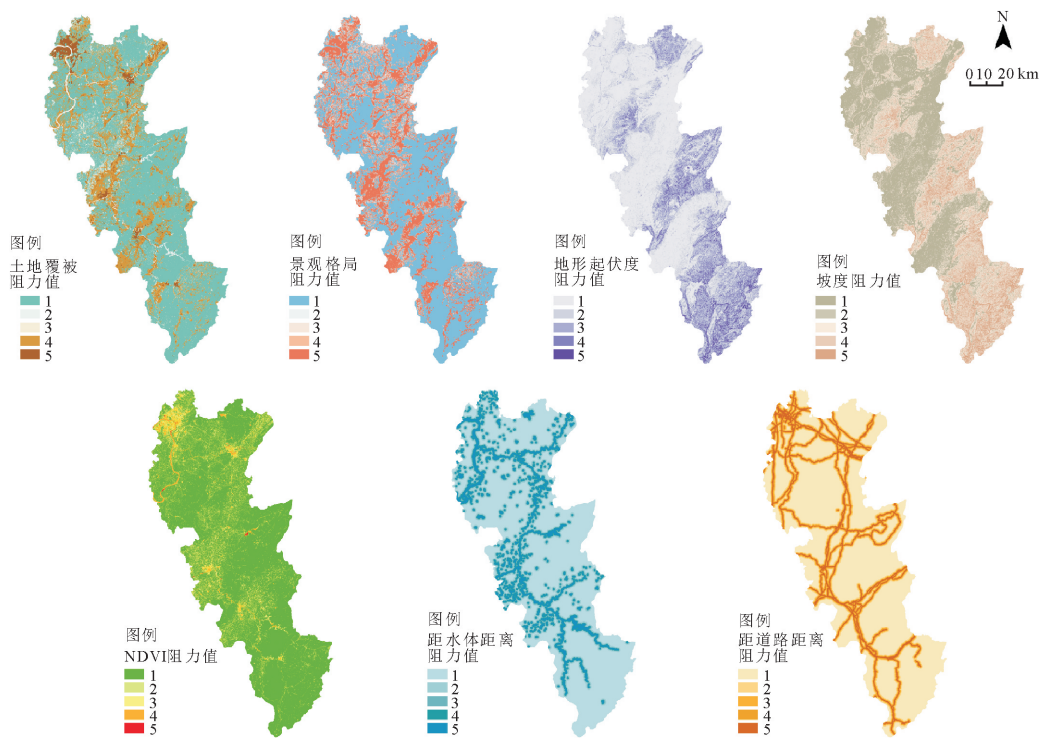 N
0 10 20 km
图例
土地覆被
阻力值
1
2
3
4
5
图例
景观格局
阻力值
1
2
3
4
5
图例
地形起伏度
阻力值
1
2
3
4
5
图例
坡度阻力值
1
2
3
4
5
图例
NDVI阻力值
1
2
3
4
5
图例
距水体距离
阻力值
1
2
3
4
5
图例
距道路距离
阻力值
1
2
3
4
5